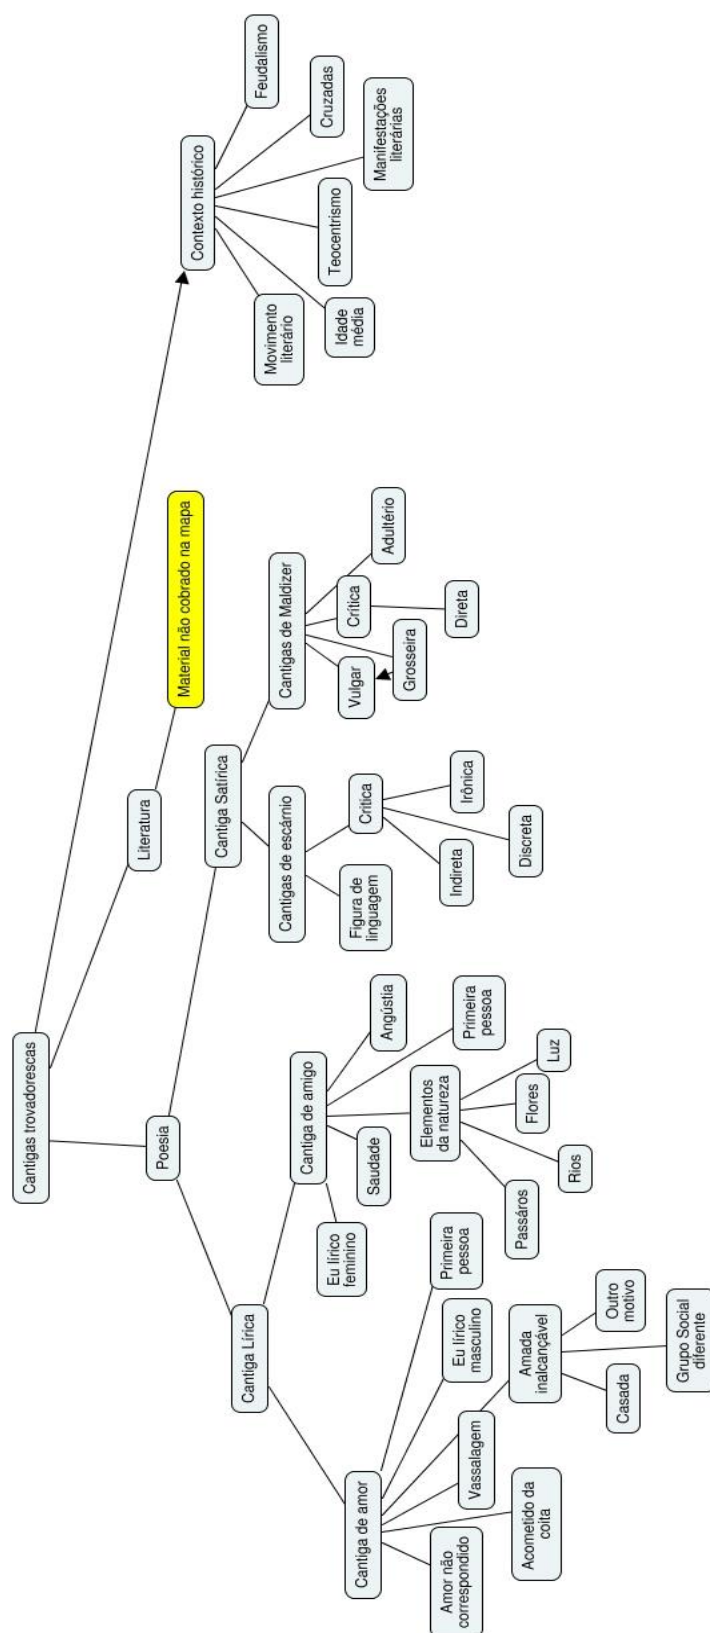 Cantigas trovadorescas
Poesia
Literatura
Material não cobrado na mapa
Contexto histórico
Movimento
literário
Idade
média
Teocentrismo
Manifestações
literárias
Cruzadas
Feudalismo
Cantiga Lírica
Cantiga Satírica
Cantiga de amor
Cantiga de amigo
Cantigas de escárnio
Cantigas de Maldizer
Amor não
correspondido
Acometido da
coita
Vassalagem
Amada
inalcançável
Eu lírico
masculino
Primeira
pessoa
Casada
Grupo Social
diferente
Outro
motivo
Eu lírico
feminino
Saudade
Elementos
da natureza
Primeira
pessoa
Angústia
Passáros
Rios
Flores
Luz
Figura de
linguagem
Critica
Indireta
Discreta
Irônica
Vulgar
Grosseira
Crítica
Direta
Adultério